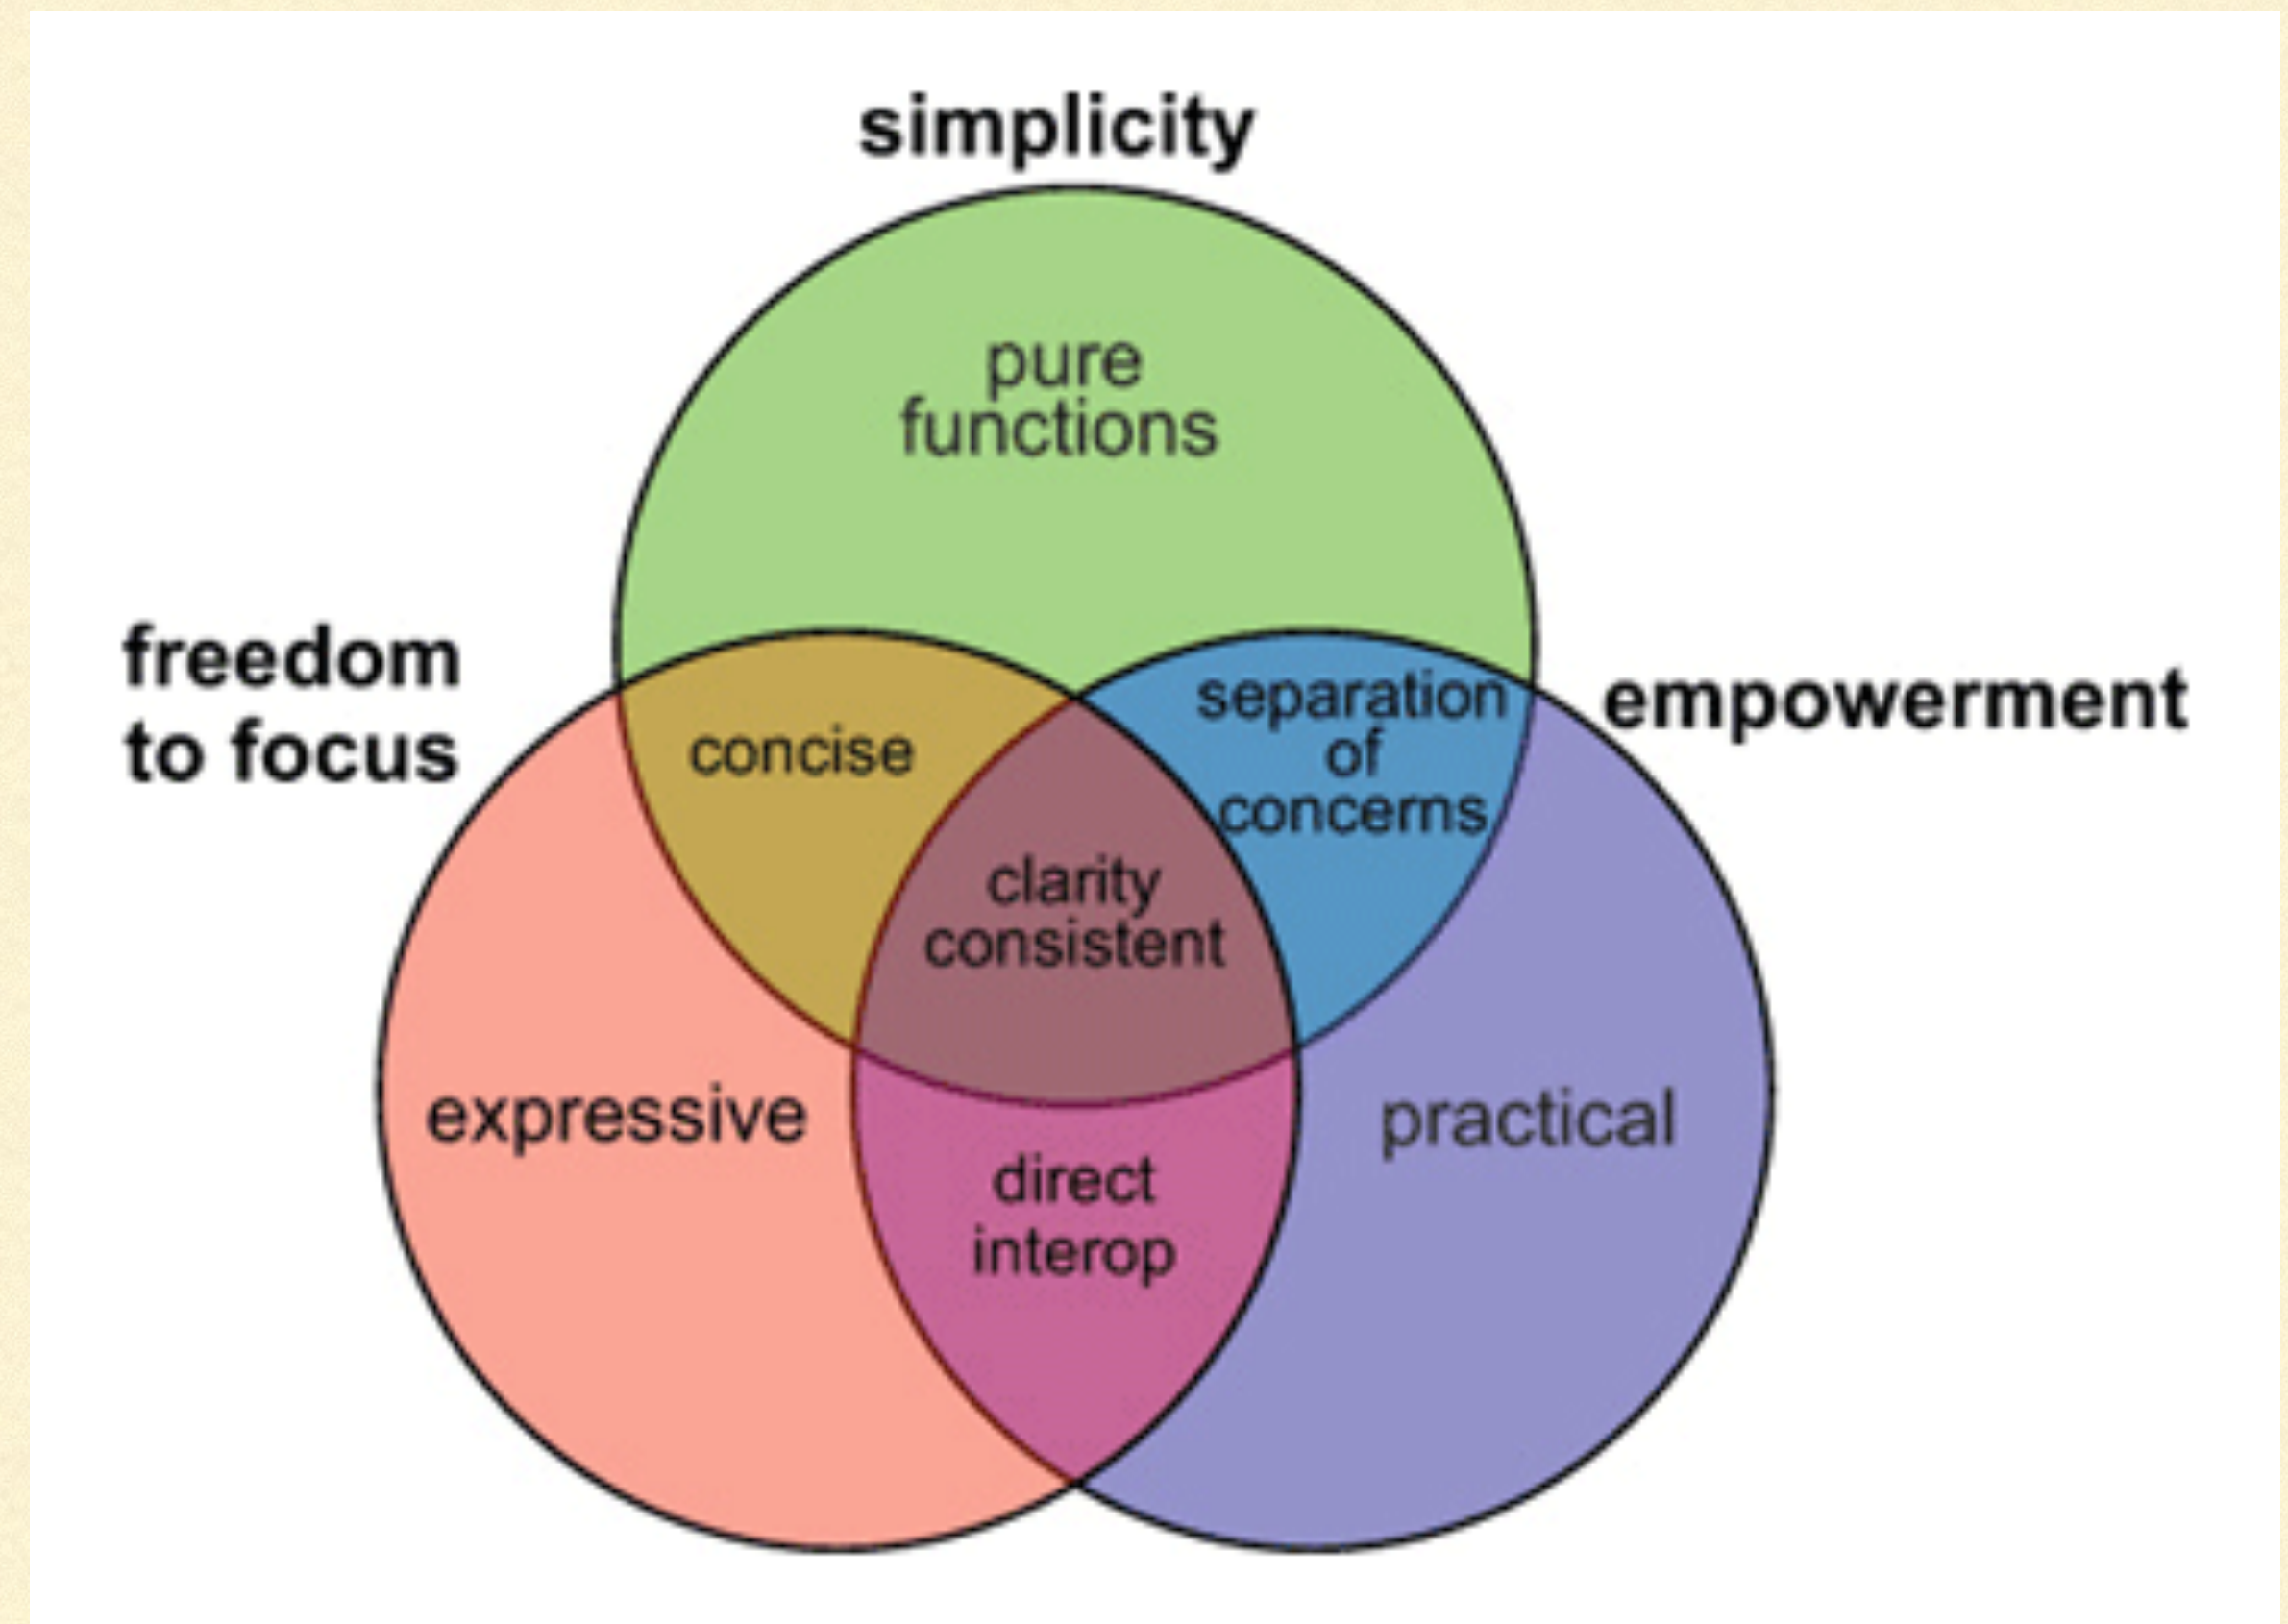 simplicity
pure
functions
freedom
to focus
empowerment
concise
separation
of
concerns
clarity
consistent
expressive
practical
direct
interop